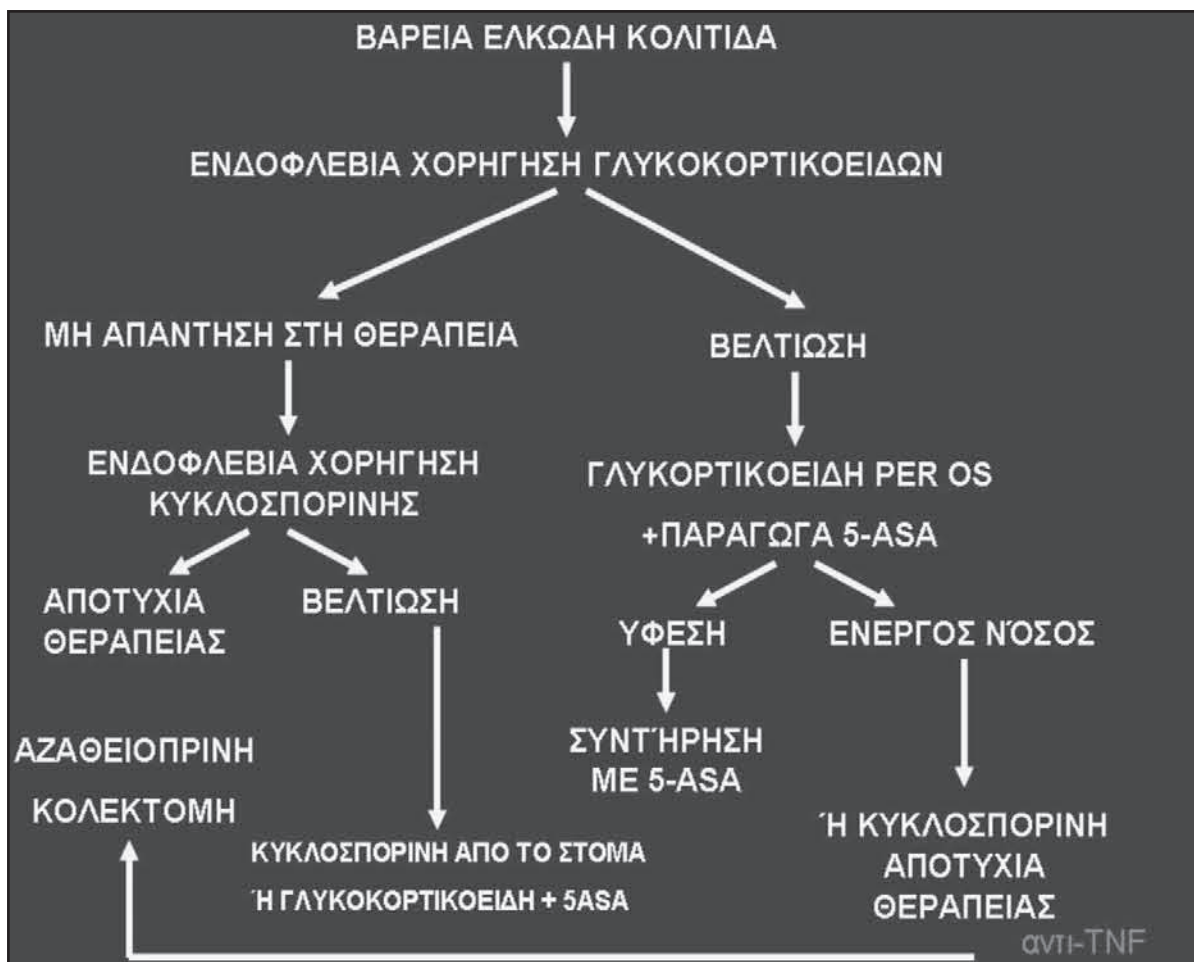 ΒΑΡΕΙΑ ΕΛΚΩΔΗ ΚΟΛΙΤΙΔΑ
ΕΝΔΟΦΛΕΒΙΑ ΧΟΡΗΓΗΣΗ ΓΛΥΚΟΚΟΡΤΙΚΟΕΙΔΩΝ
ΜΗ ΑΠΑΝΤΗΣΗ ΣΤΗ ΘΕΡΑΠΕΙΑ
ΒΕΛΤΙΩΣΗ
ΕΝΔΟΦΛΕΒΙΑ ΧΟΡΗΓΗΣΗ
ΚΥΚΛΟΣΠΟΡΙΝΗΣ
ΓΛΥΚΟΡΤΙΚΟΕΙΔΗ PER OS
+ΠΑΡΑΓΩΓΑ 5-ASA
ΑΠΟΤΥΧΙΑ
ΘΕΡΑΠΕΙΑΣ
ΒΕΛΤΙΩΣΗ
ΥΦΕΣΗ
ΕΝΕΡΓΟΣ ΝΌΣΟΣ
ΑΖΑΘΕΙΟΠΡΙΝΗ
ΚΟΛΕΚΤΟΜΗ
ΣΥΝΤΉΡΗΣΗ
ΜΕ 5-ASA
ΚΥΚΛΟΣΠΟΡΙΝΗ ΑΠΟ ΤΟ ΣΤΟΜΑ
Ή ΓΛΥΚΟΚΟΡΤΙΚΟΕΙΔΗ + 5ASA
Ή ΚΥΚΛΟΣΠΟΡΙΝΗ
ΑΠΟΤΥΧΙΑ
ΘΕΡΑΠΕΙΑΣ
αντι-TNF